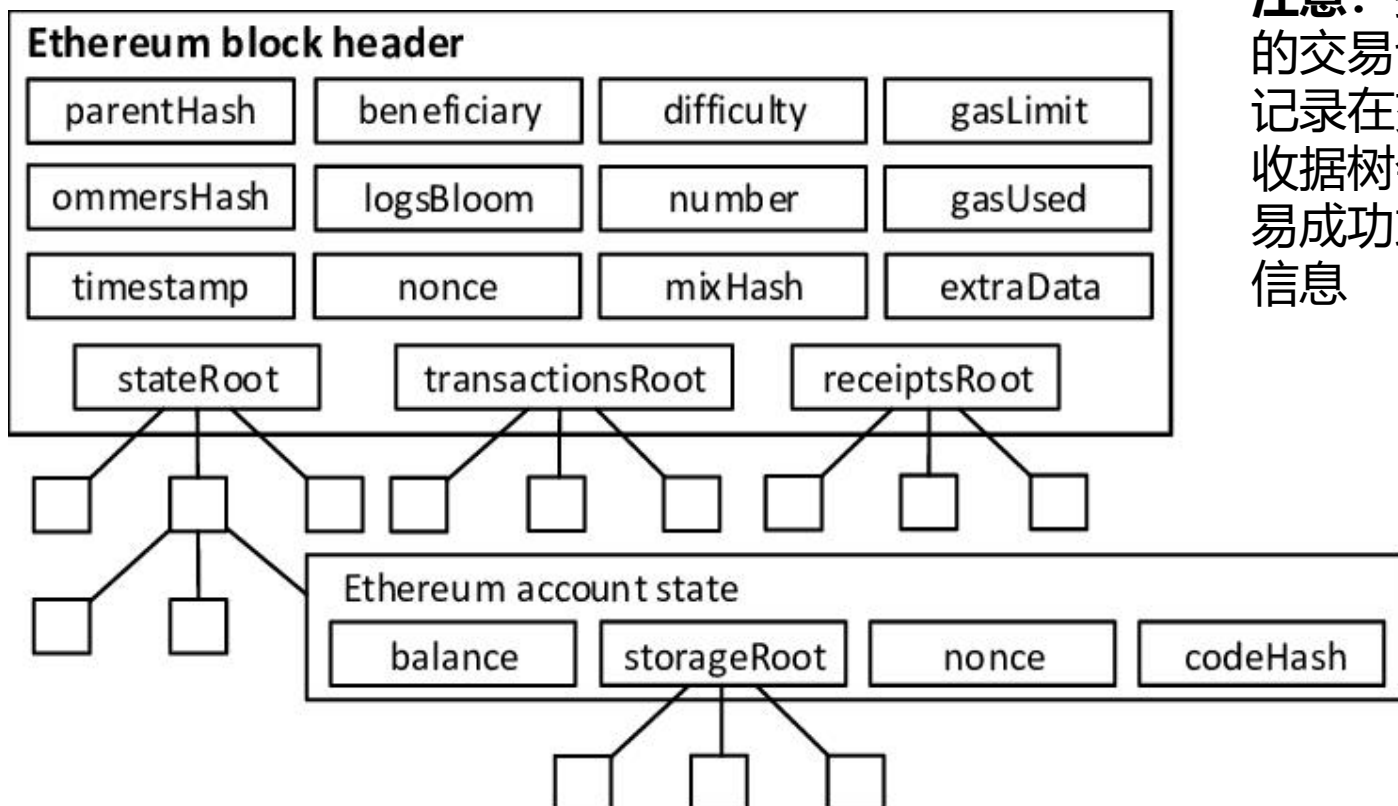 Ethereum block header
parentHash beneficiary difficulty gasLimit
ommersHash logsBloom number gasUsed
timestamp nonce mixHash extraData
stateRoot transactionsRoot receiptsRoot
Ethereum account state
balance storageRoot nonce codeHash
注意：
的交易
记录在
收据树
易成功
信息